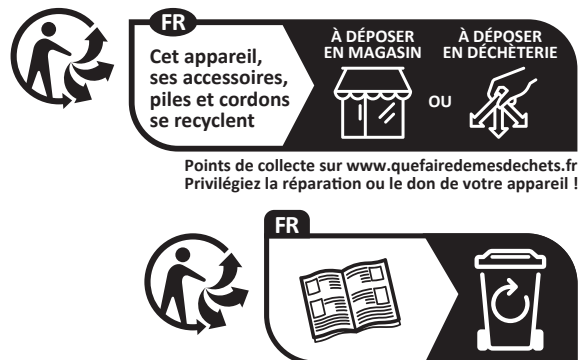 FR
Cet appareil,
ses accessoires,
piles et cordons
se recyclent
À DÉPOSER
EN MAGASIN
OU
À DÉPOSER
EN DÉCHÈTERIE
Points de collecte sur www.quefairedemesdechets.fr
Privilégiez la réparation ou le don de votre appareil !
FR